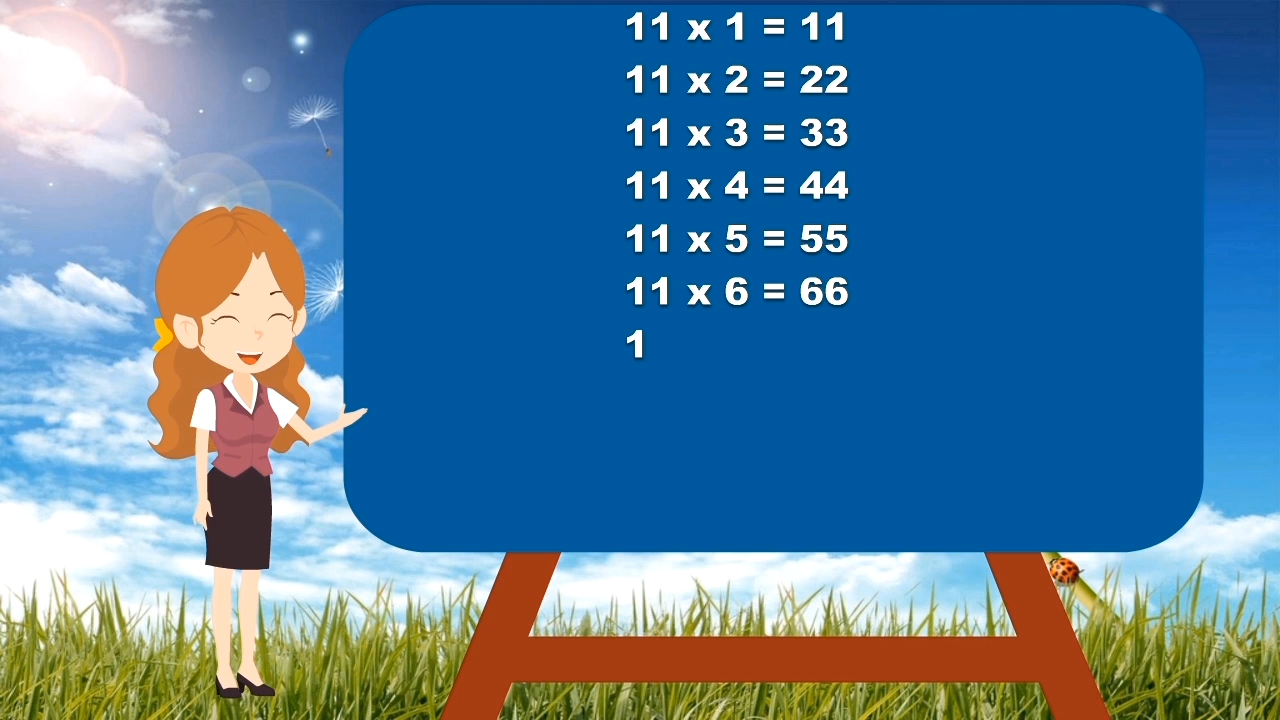 11 x 1 = 11
11 x 2 = 22
11 x 3 = 33
11 x 4 = 44
11 x 5 = 55
11 x 6 = 66
1